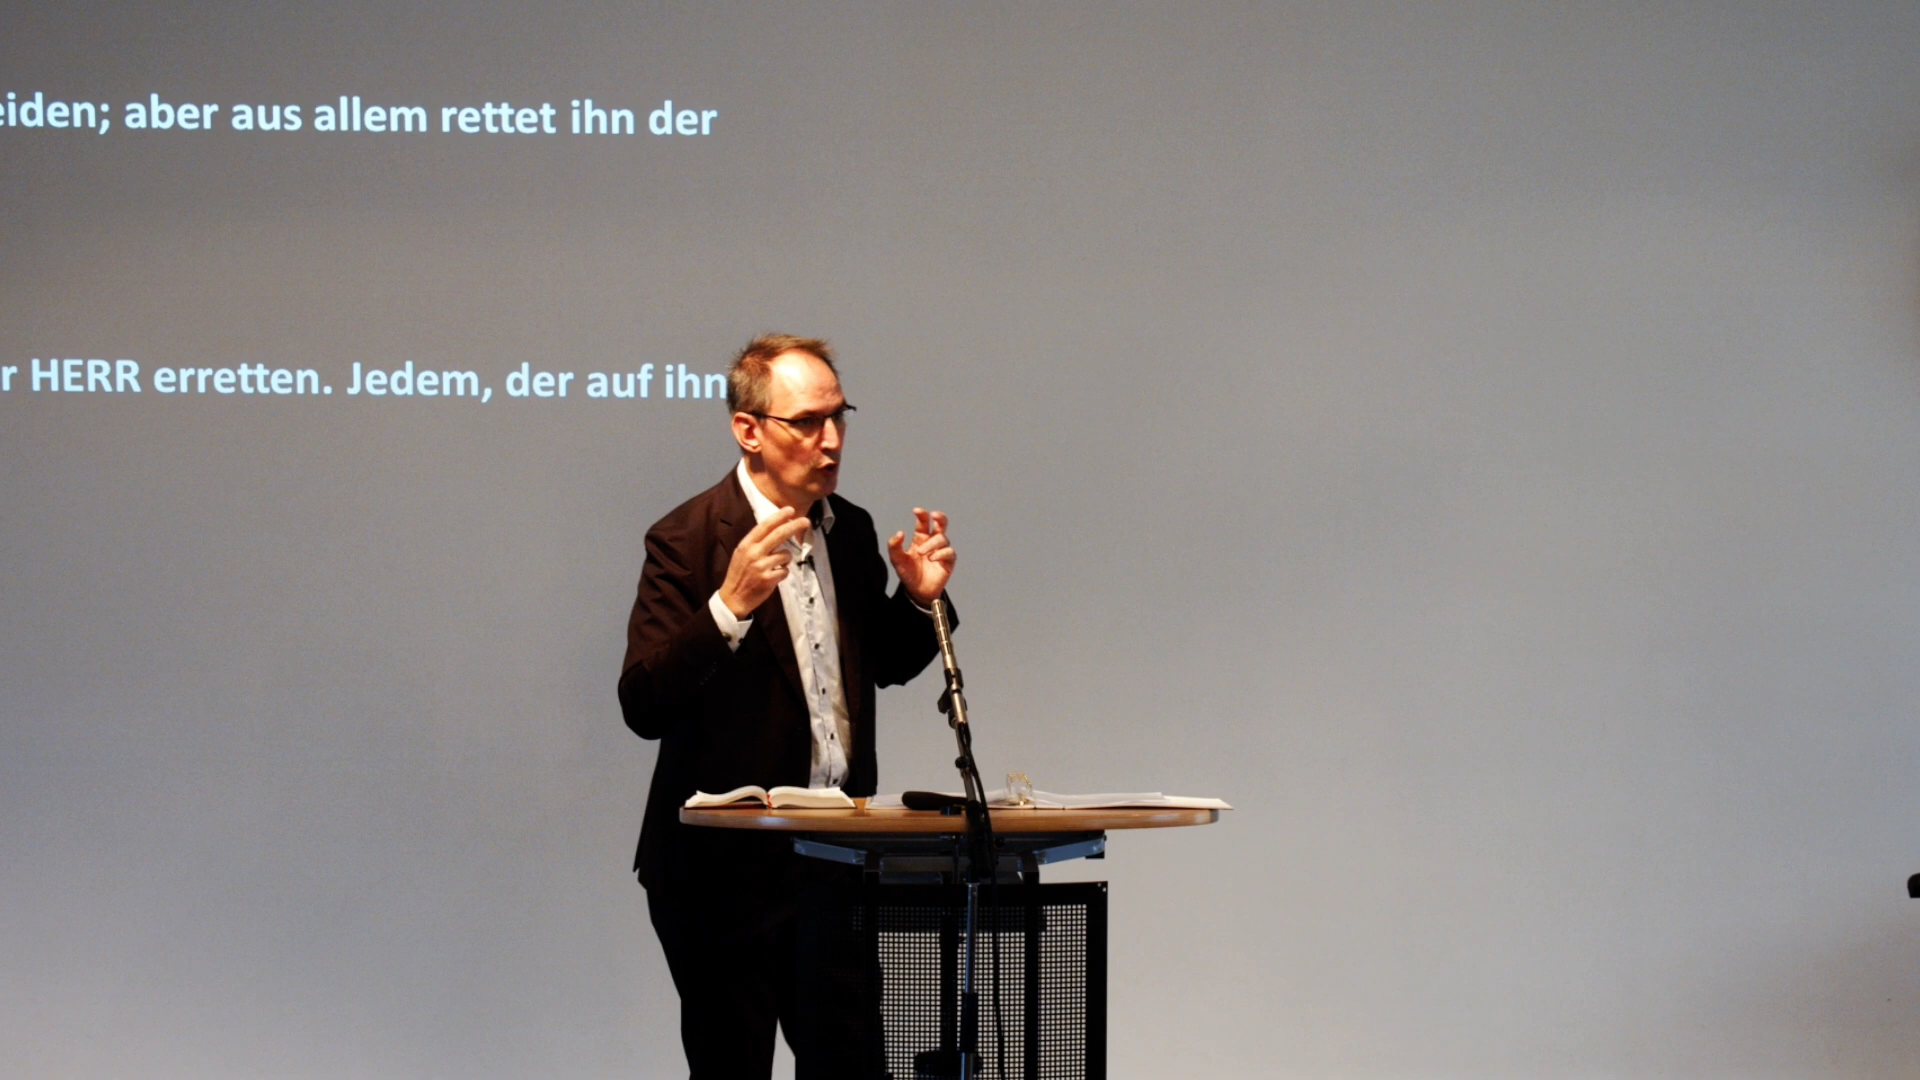 eiden; aber aus allem rettet ihn der
r HERR erretten. Jedem, der auf ihn